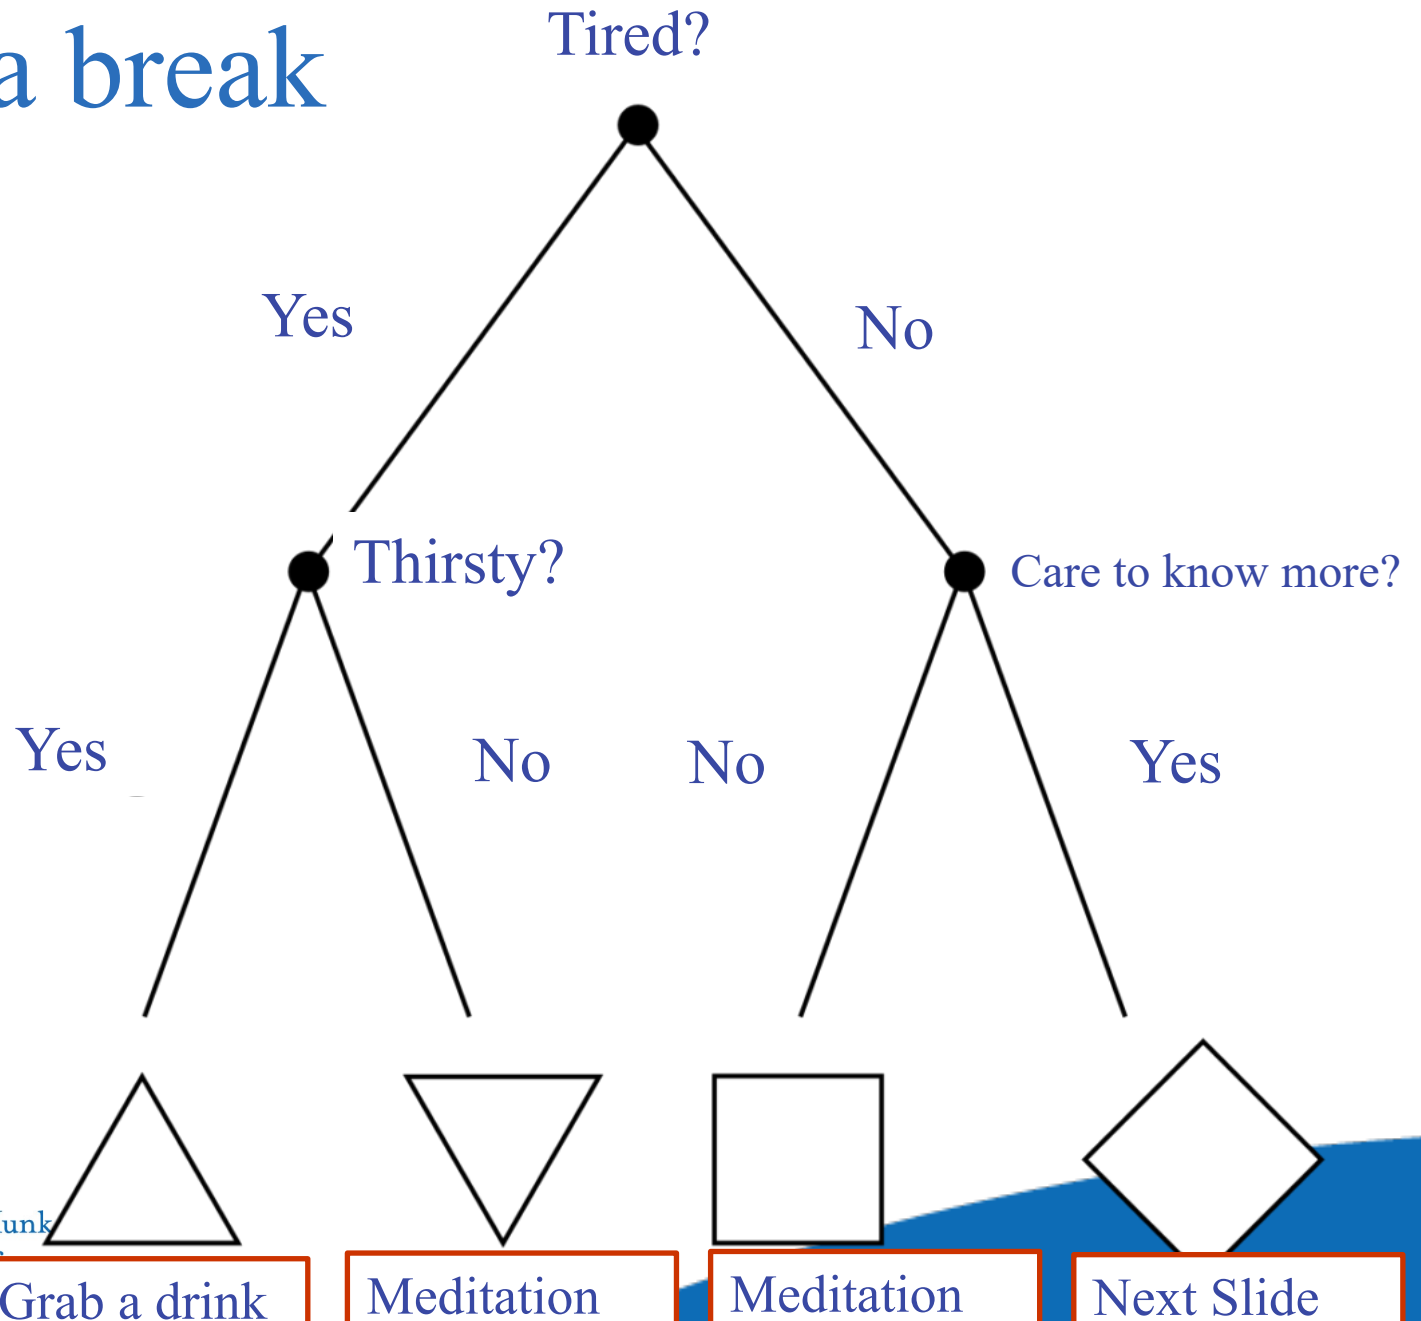 a break
Tired?
Yes
No
Thirsty?
Care to know more?
Yes
No
No
Yes
Grab a drink
Meditation
Meditation
Next Slide